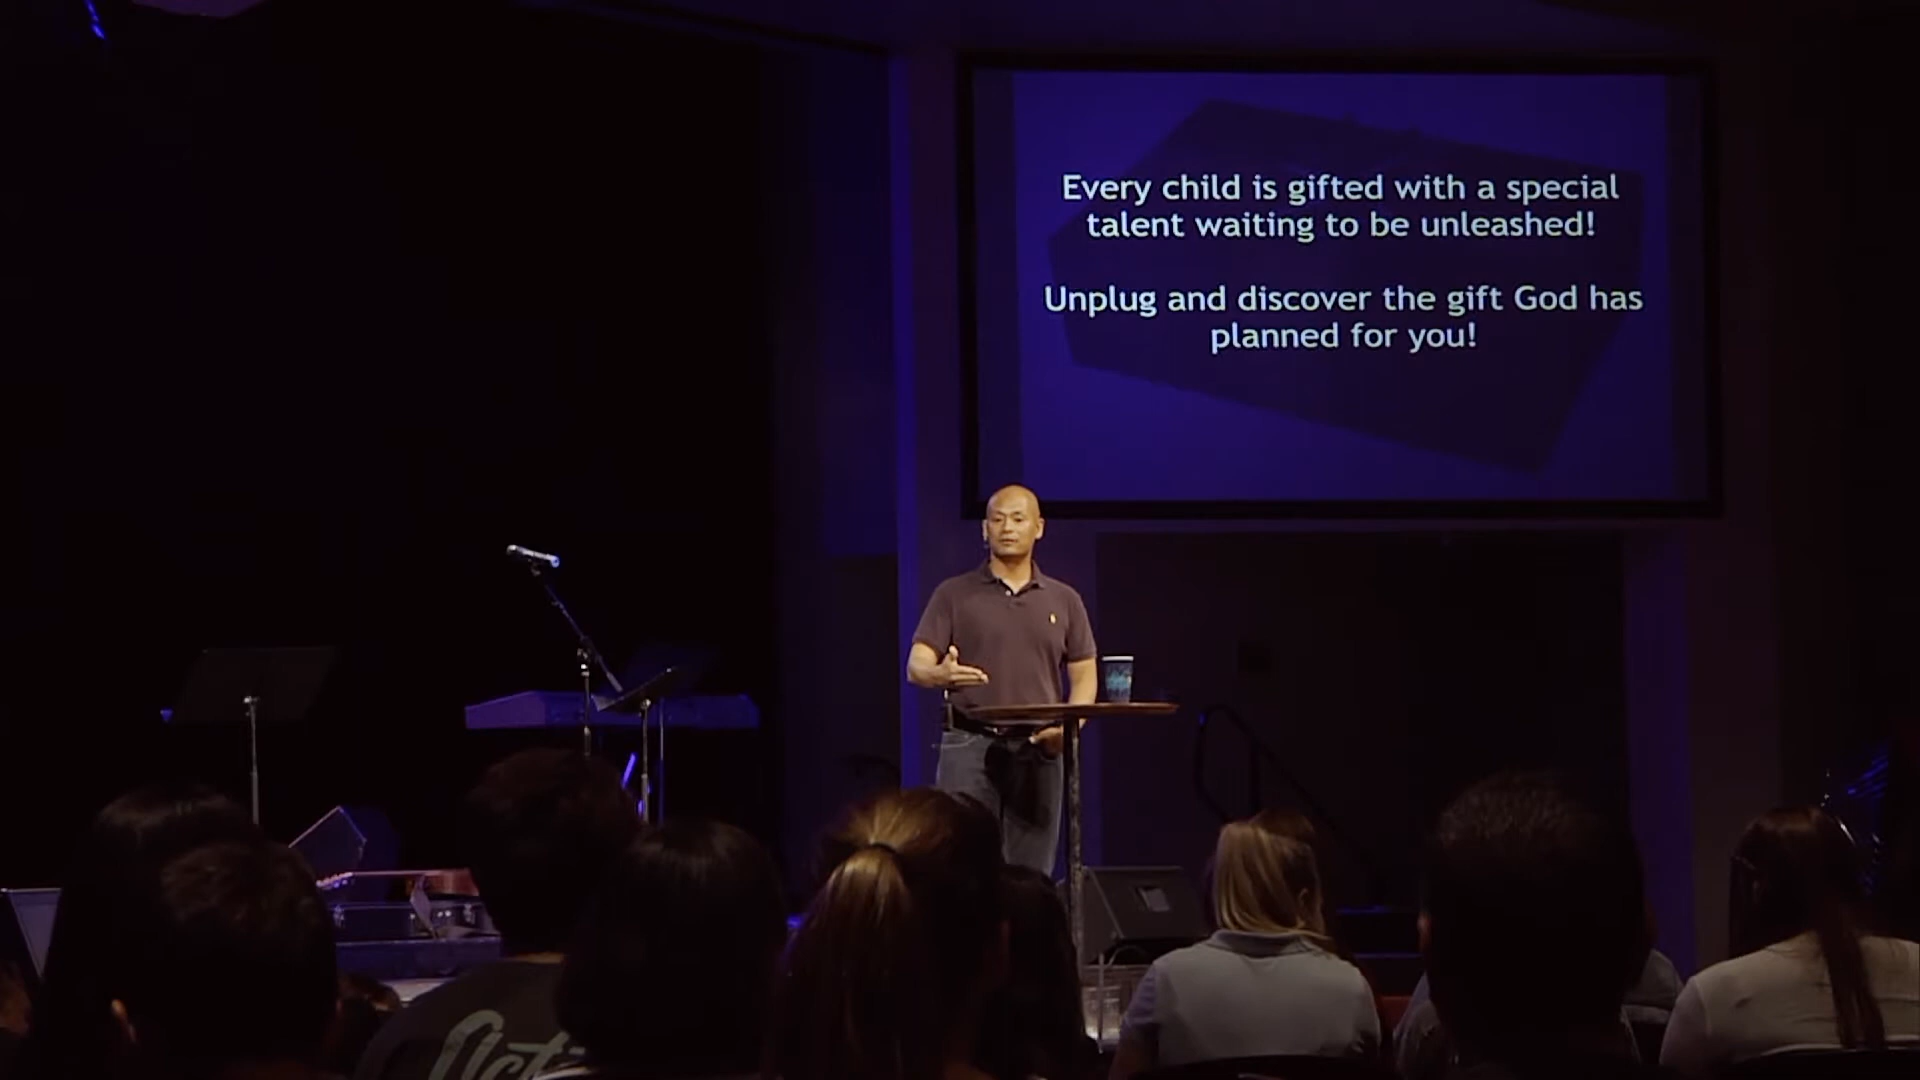 Every child is gifted with a special
talent waiting to be unleashed!
Unplug and discover the gift God has
planned for you!